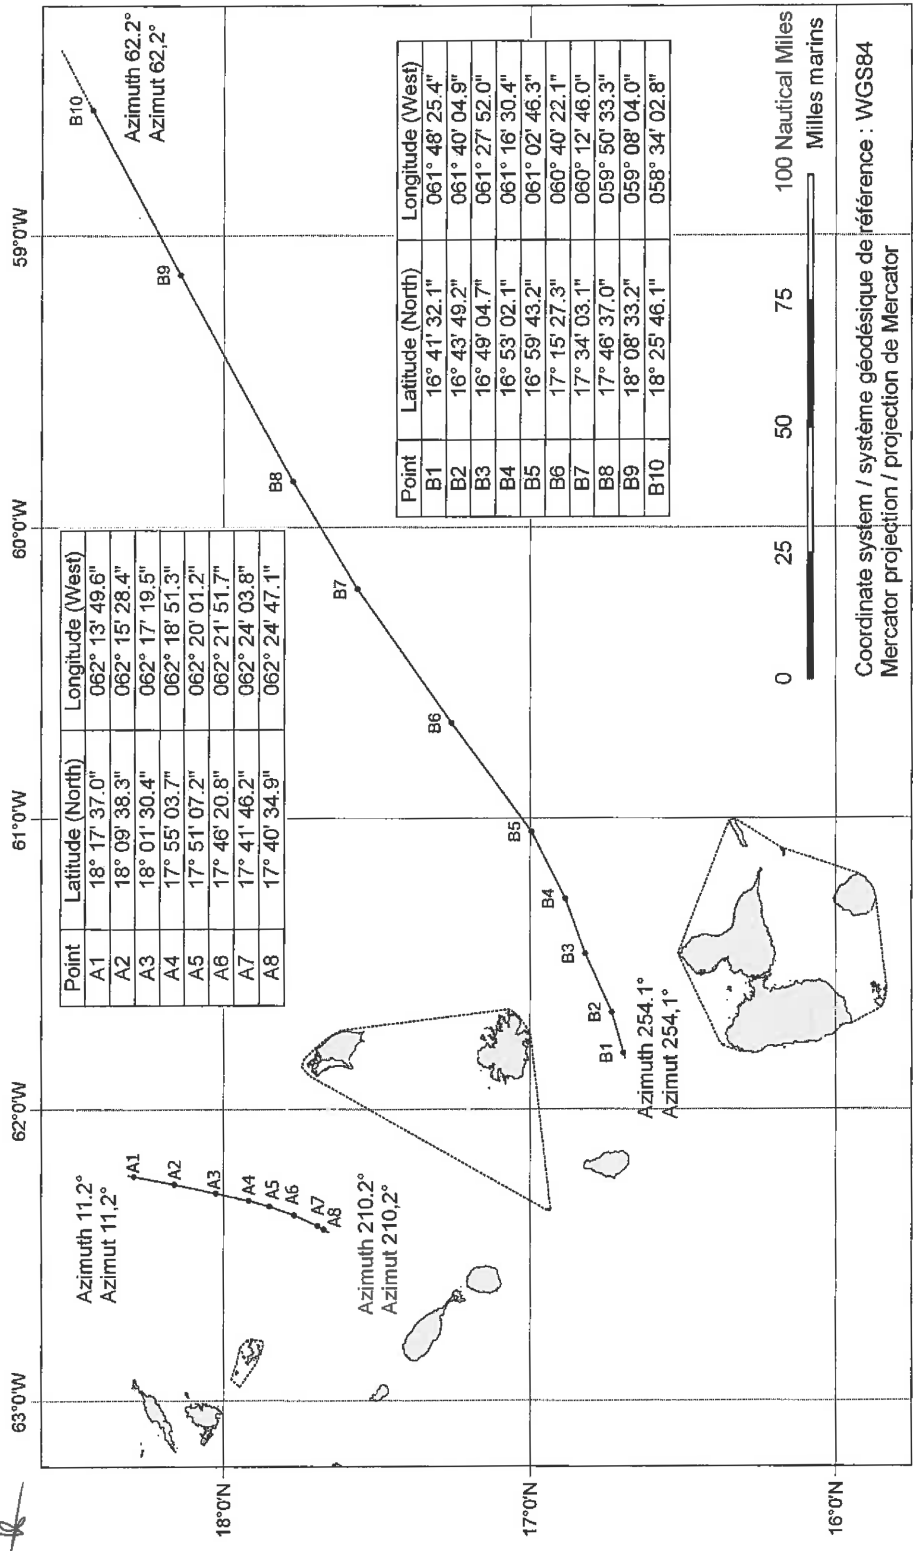 63°0'W
62°0'W
61°0'W
60°0'W
59°0'W
18°0'N
17°0'N
16°0'N
Azimuth 11.2°
Azimut 11,2°
A1
A2
A3
A4
A5
A6
A7
A8
Azimuth 210.2°
Azimut 210,2°
Point Latitude (North) Longitude (West)
A1 18° 17' 37.0" 062° 13' 49.6"
A2 18° 09' 38.3" 062° 15' 28.4"
A3 18° 01' 30.4" 062° 17' 19.5"
A4 17° 55' 03.7" 062° 18' 51.3"
A5 17° 51' 07.2" 062° 20' 01.2"
A6 17° 46' 20.8" 062° 21' 51.7"
A7 17° 41' 46.2" 062° 24' 03.8"
A8 17° 40' 34.9" 062° 24' 47.1"
B10
Azimuth 62.2°
Azimut 62,2°
B9
B8
B7
B6
B5
B4
B3
B2
B1
Azimuth 254.1°
Azimut 254,1°
Point Latitude (North) Longitude (West)
B1 16° 41' 32.1" 061° 48' 25.4"
B2 16° 43' 49.2" 061° 40' 04.9"
B3 16° 49' 04.7" 061° 27' 52.0"
B4 16° 53' 02.1" 061° 16' 30.4"
B5 16° 59' 43.2" 061° 02' 46.3"
B6 17° 15' 27.3" 060° 40' 22.1"
B7 17° 34' 03.1" 060° 12' 46.0"
B8 17° 46' 37.0" 059° 50' 33.3"
B9 18° 08' 33.2" 059° 08' 04.0"
B10 18° 25' 46.1" 058° 34' 02.8"
0 25 50 75 100 Nautical Miles
Milles marins
Coordinate system / système géodésique de référence : WGS84
Mercator projection / projection de Mercator